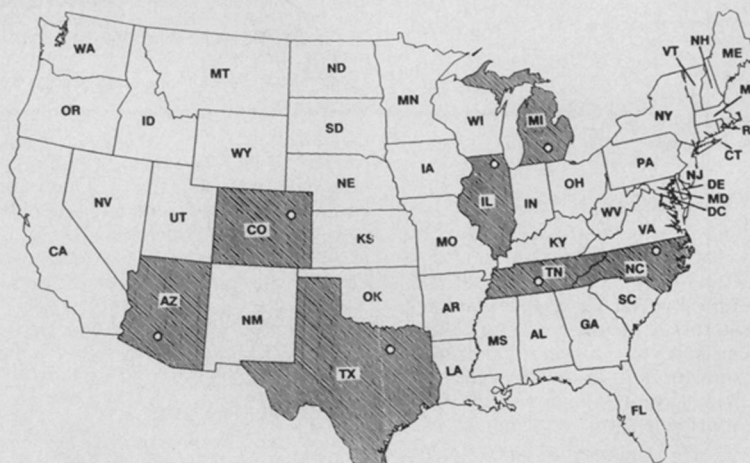 WA
MT
ND
MN
VT
NH
ME
OR
ID
SD
WI
MI
NY
M
R
CT
WY
IA
PA
NJ
NV
UT
NE
IL
IN
OH
DE
MD
DC
CA
CO
KS
MO
WV
VA
KY
AZ
NM
OK
AR
TN
NC
SC
TX
LA
MS
AL
GA
FL